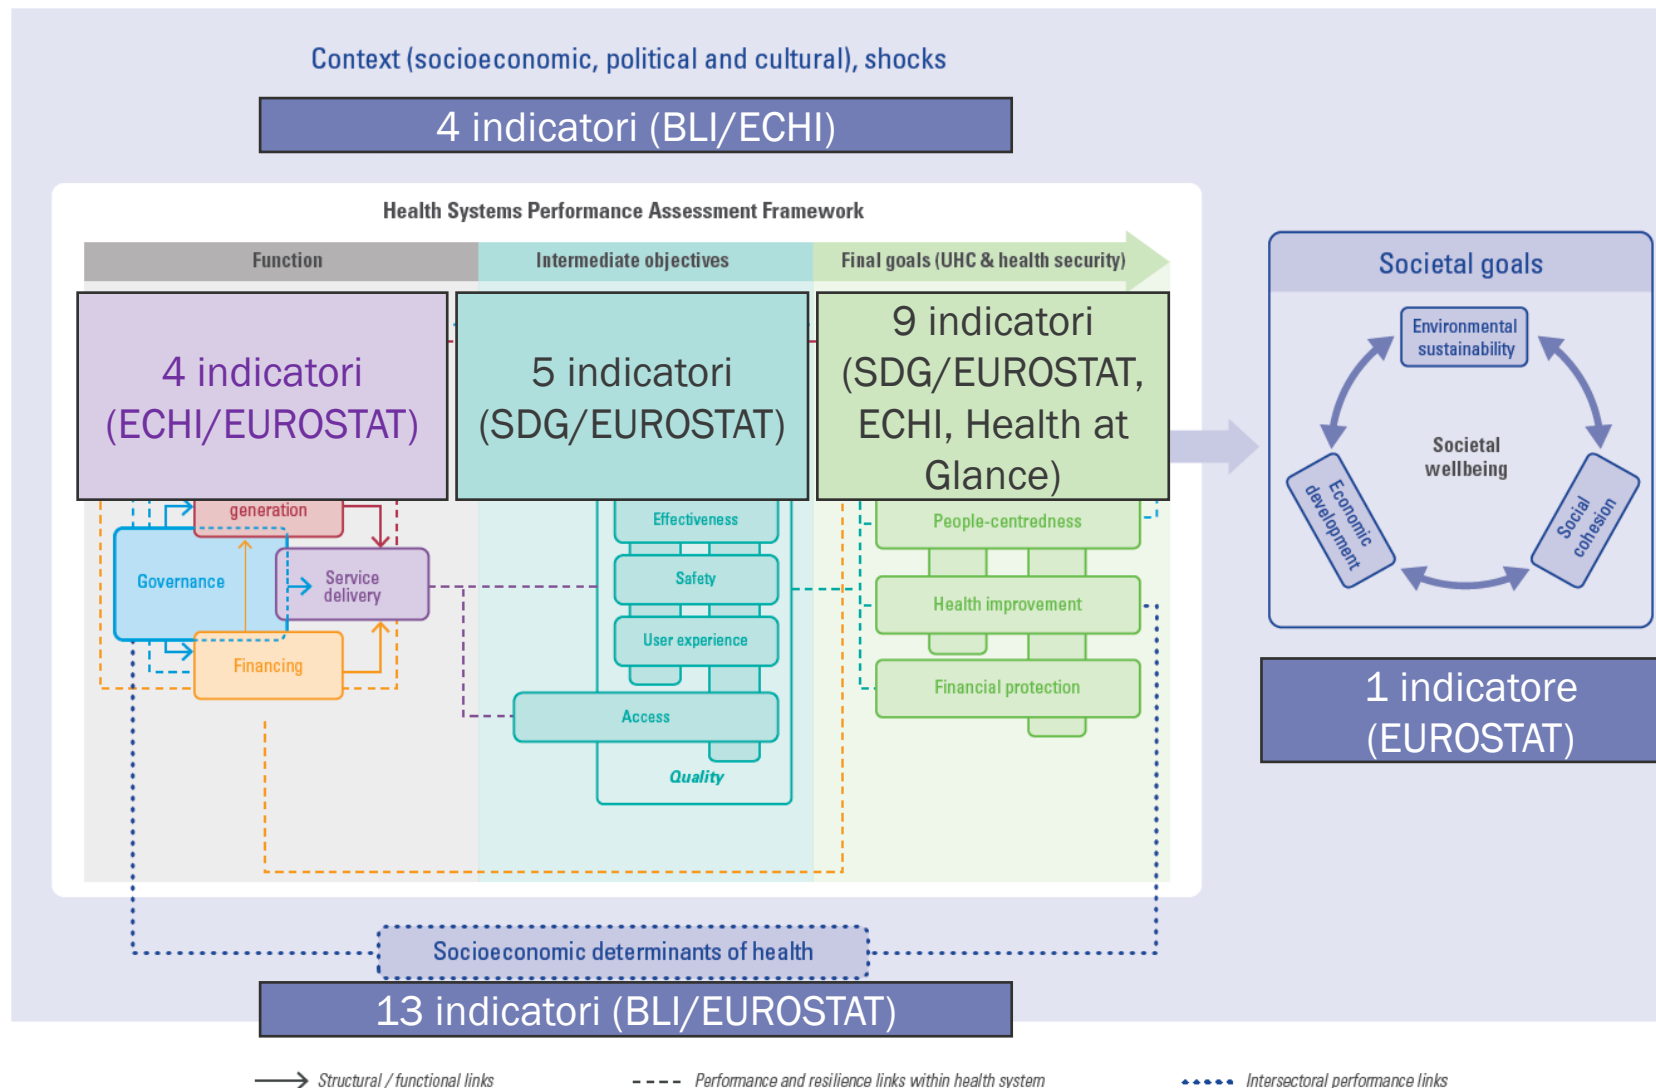 Context (socioeconomic, political and cultural), shocks
4 indicatori (BLI/ECHI)
Health Systems Performance Assessment Framework
Function
Intermediate objectives
Final goals (UHC & health security)
4 indicatori
(ECHI/EUROSTAT)
5 indicatori
(SDG/EUROSTAT)
9 indicatori
(SDG/EUROSTAT,
ECHI, Health at
Glance)
generation
Governance
Service
delivery
Financing
Effectiveness
Safety
User experience
Access
Quality
People-centredness
Health improvement
Financial protection
Societal goals
Environmental
sustainability
Societal
wellbeing
Economic
development
Social
cohesion
1 indicatore
(EUROSTAT)
Socioeconomic determinants of health
13 indicatori (BLI/EUROSTAT)
Structural / functional links
Performance and resilience links within health system
Intersectoral performance links